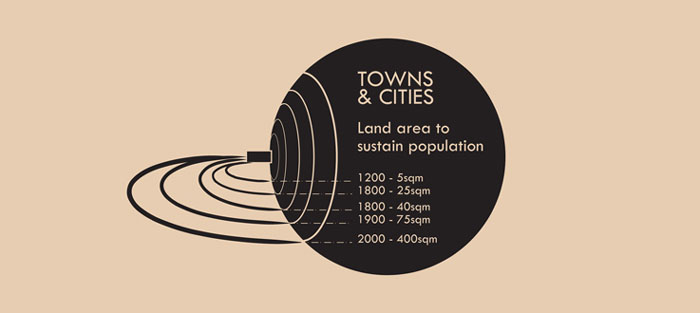 TOWNS
& CITIES
Land area to
sustain population
1200 - 5sqm
1800 - 25sqm
1800 - 40sqm
1900 - 75sqm
2000 - 400sqm